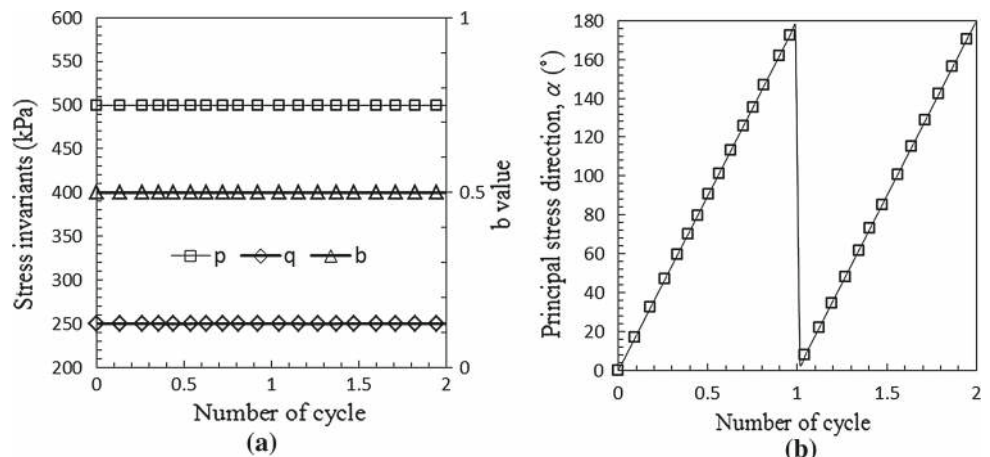 600
550
500
450
400
350
300
250
200
Stress invariants (kPa)
1
0.5
0
b value
p q b
0 0.5 1 1.5 2
Number of cycle
(a)
180
160
140
120
100
80
60
40
20
0
Principal stress direction, α (°)
0 0.5 1 1.5 2
Number of cycle
(b)